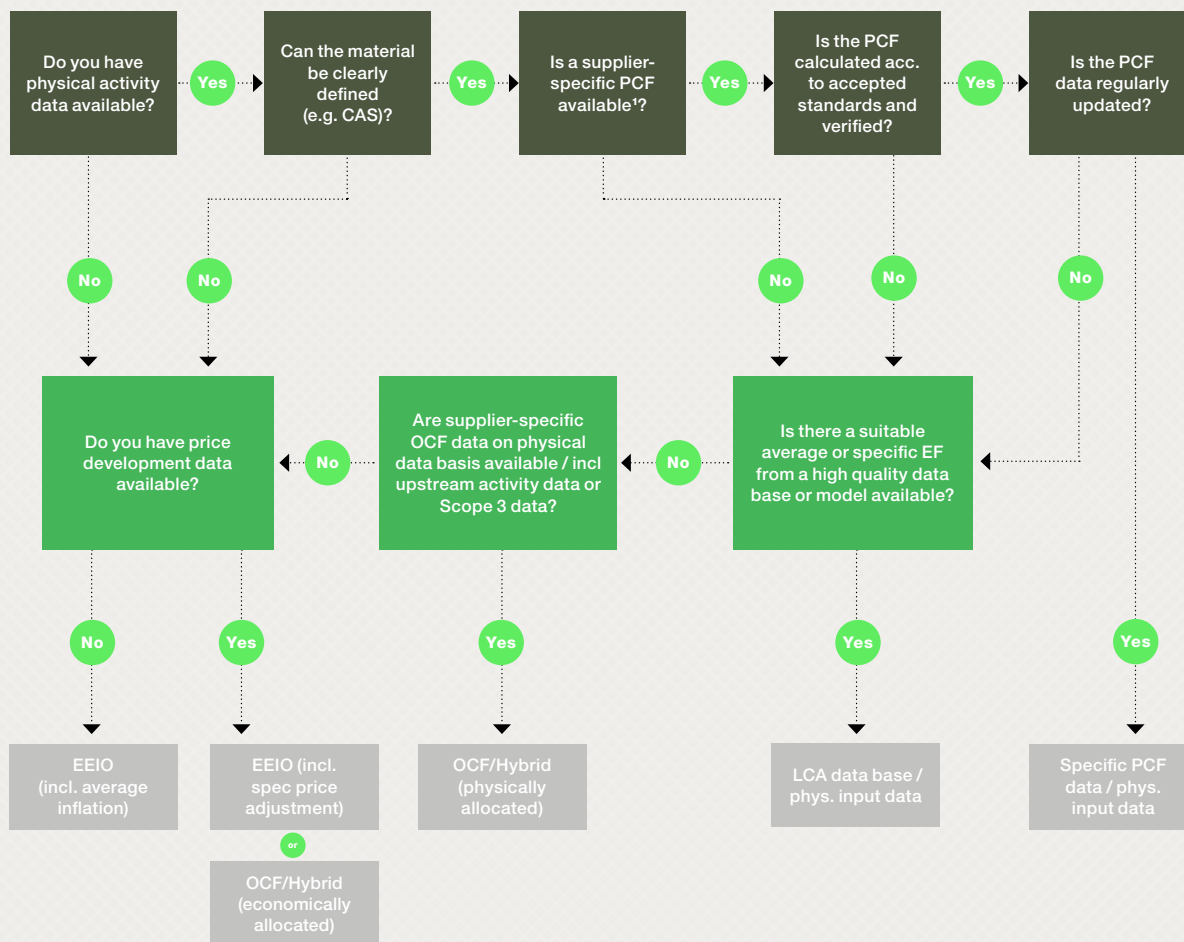 Do you have
physical activity
data available?
Yes
Can the material
be clearly
defined
(e.g. CAS)?
Yes
Is a supplier-
specific PCF
available¹?
Yes
Is the PCF
calculated acc.
to accepted
standards and
verified?
Yes
Is the PCF
data regularly
updated?
No
No
No
No
No
Do you have price
development data
available?
No
Are supplier-specific
OCF data on physical
data basis available / incl
upstream activity data or
Scope 3 data?
No
Is there a suitable
average or specific EF
from a high quality data
base or model available?
No
Yes
Yes
Yes
Yes
EEIO
(incl. average
inflation)
EEIO (incl.
spec price
adjustment)
or
OCF/Hybrid
(economically
allocated)
OCF/Hybrid
(physically
allocated)
LCA data base /
phys. input data
Specific PCF
data / phys.
input data